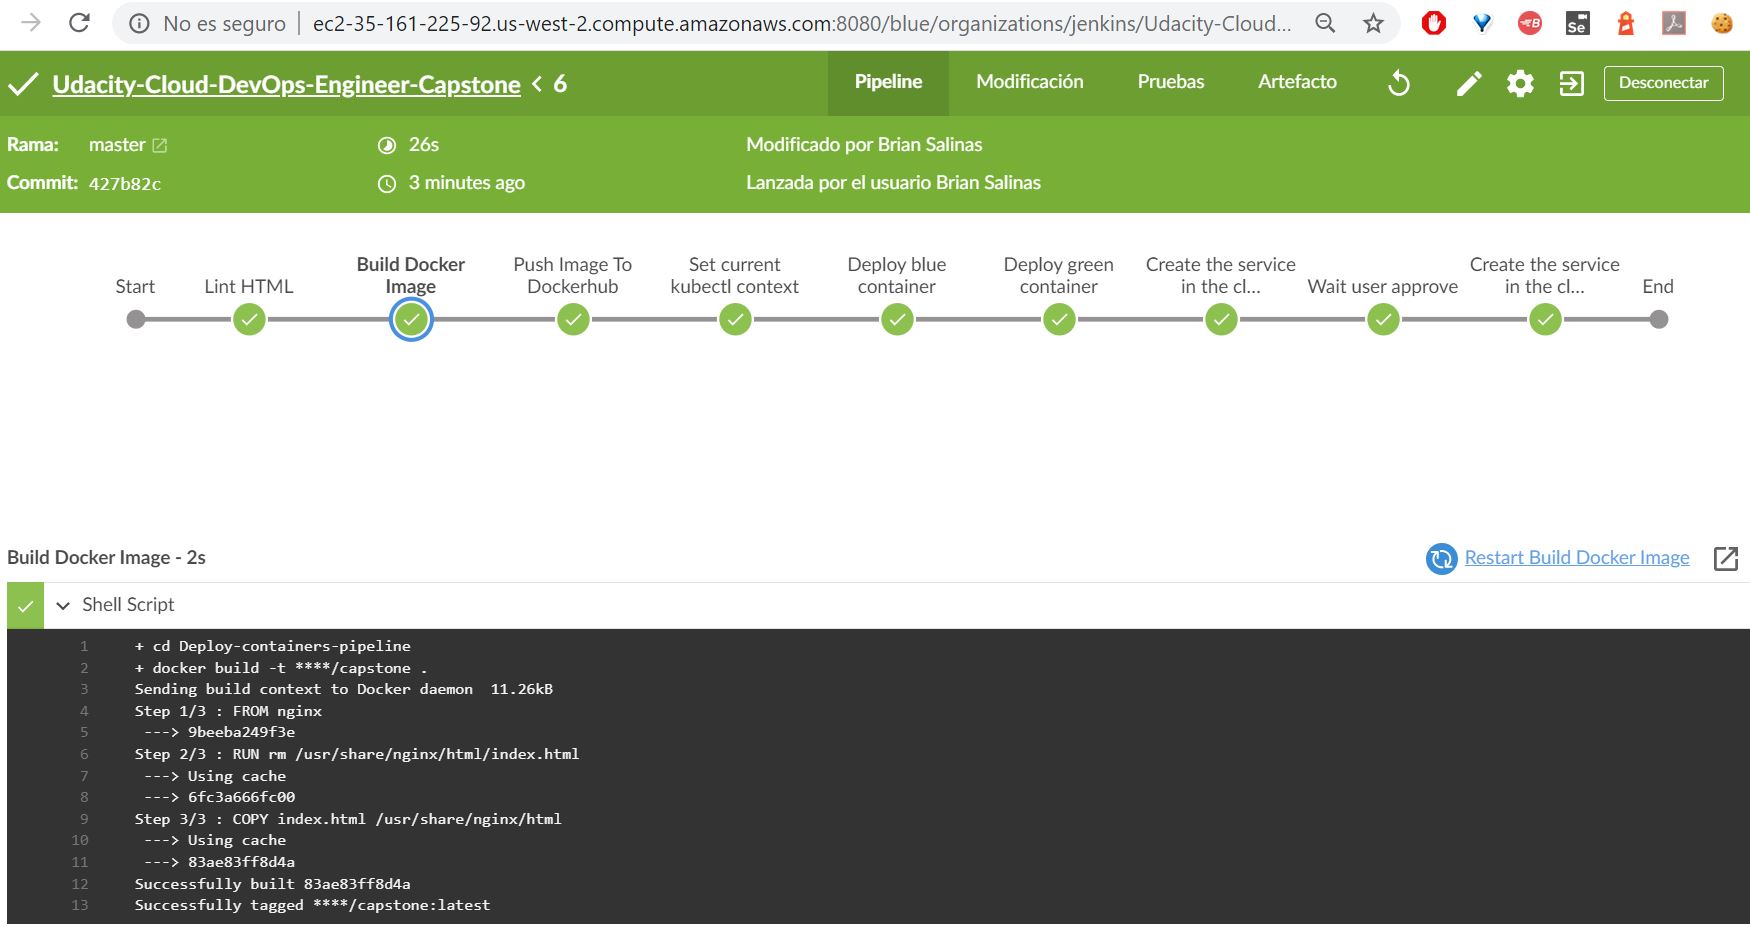 No es seguro ec2-35-161-225-92.us-west-2.compute.amazonaws.com:8080/blue/organizations/jenkins/Udacity-Cloud...
Udacity-Cloud-DevOps-Engineer-Capstone < 6 Pipeline Modificación Pruebas Artefacto Desconectar
Rama: master 26s Modificado por Brian Salinas
Commit: 427b82c 3 minutes ago Lanzada por el usuario Brian Salinas
Start
Lint HTML
Build Docker
Image
Push Image To
Dockerhub
Set current
kubectl context
Deploy blue
container
Deploy green
container
Create the service
in the cl...
Wait user approve
Create the service
in the cl...
End
Build Docker Image - 2s Restart Build Docker Image
Shell Script
1 + cd Deploy-containers-pipeline
2 + docker build -t ****/capstone .
3 Sending build context to Docker daemon  11.26kB
4 Step 1/3 : FROM nginx
5  ---> 9beeba249f3e
6 Step 2/3 : RUN rm /usr/share/nginx/html/index.html
7  ---> Using cache
8  ---> 6fc3a666fc00
9 Step 3/3 : COPY index.html /usr/share/nginx/html
10  ---> Using cache
11  ---> 83ae83ff8d4a
12 Successfully built 83ae83ff8d4a
13 Successfully tagged ****/capstone:latest